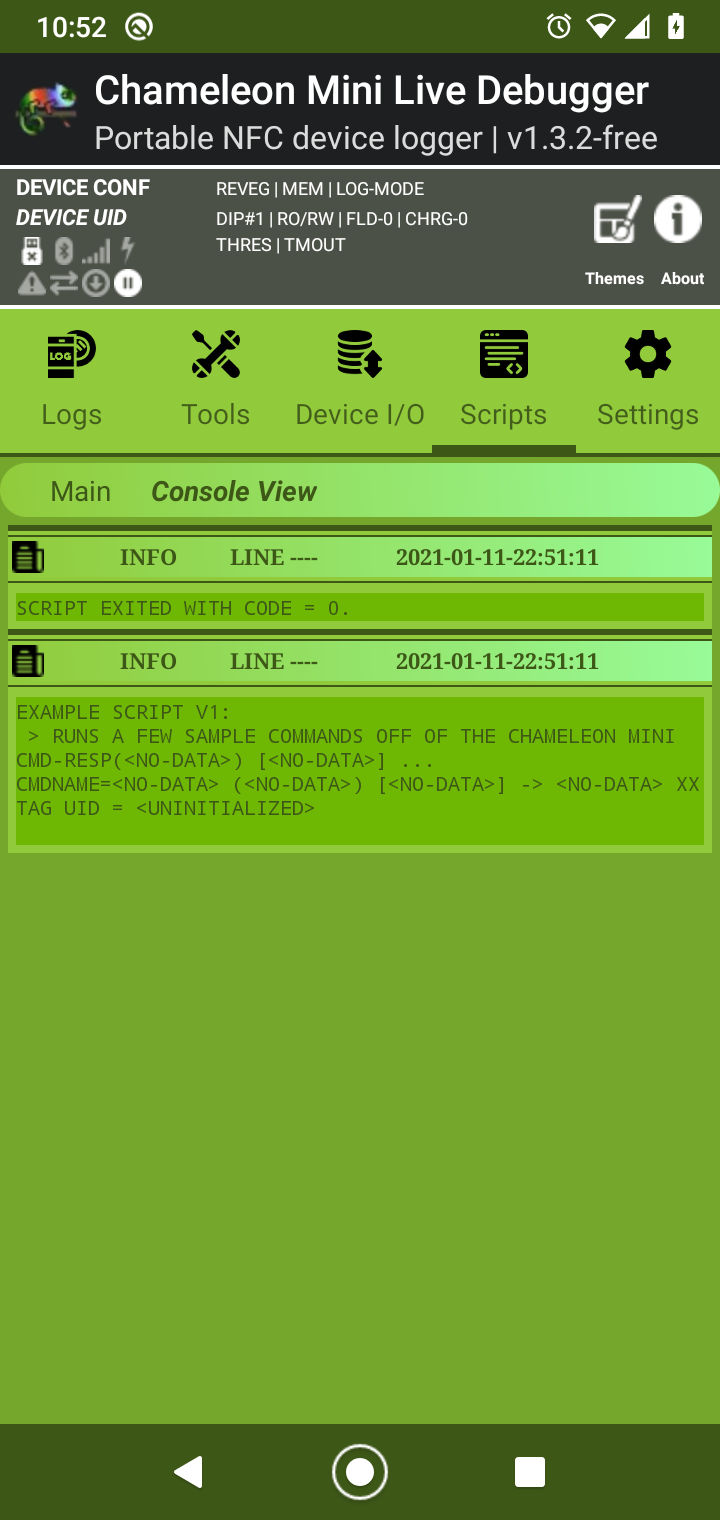 10:52
Chameleon Mini Live Debugger
Portable NFC device logger | v1.3.2-free
DEVICE CONF
REVEG | MEM | LOG-MODE
DEVICE UID
DIP#1 | RO/RW | FLD-0 | CHRG-0
THRES | TMOUT
Themes About
LOG
Logs Tools Device I/O Scripts Settings
Main Console View
INFO LINE ---- 2021-01-11-22:51:11
SCRIPT EXITED WITH CODE = 0.
INFO LINE ---- 2021-01-11-22:51:11
EXAMPLE SCRIPT V1:
> RUNS A FEW SAMPLE COMMANDS OFF OF THE CHAMELEON MINI
CMD-RESP(<NO-DATA>) [<NO-DATA>] ...
CMDNAME=<NO-DATA> (<NO-DATA>) [<NO-DATA>] -> <NO-DATA> XX
TAG UID = <UNINITIALIZED>